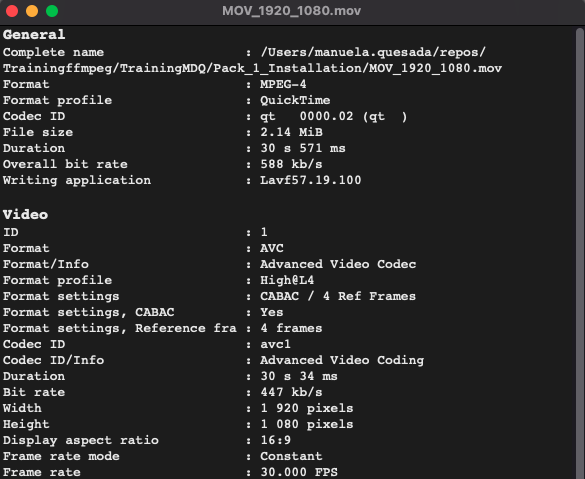 MOV_1920_1080.mov
General
Complete name : /Users/manuela.quesada/repos/
Trainingffmpeg/TrainingMDQ/Pack_1_Installation/MOV_1920_1080.mov
Format : MPEG-4
Format profile : QuickTime
Codec ID : qt   0000.02 (qt  )
File size : 2.14 MiB
Duration : 30 s 571 ms
Overall bit rate : 588 kb/s
Writing application : Lavf57.19.100
Video
ID : 1
Format : AVC
Format/Info : Advanced Video Codec
Format profile : High@L4
Format settings : CABAC / 4 Ref Frames
Format settings, CABAC : Yes
Format settings, Reference fra : 4 frames
Codec ID : avc1
Codec ID/Info : Advanced Video Coding
Duration : 30 s 34 ms
Bit rate : 447 kb/s
Width : 1 920 pixels
Height : 1 080 pixels
Display aspect ratio : 16:9
Frame rate mode : Constant
Frame rate : 30.000 FPS